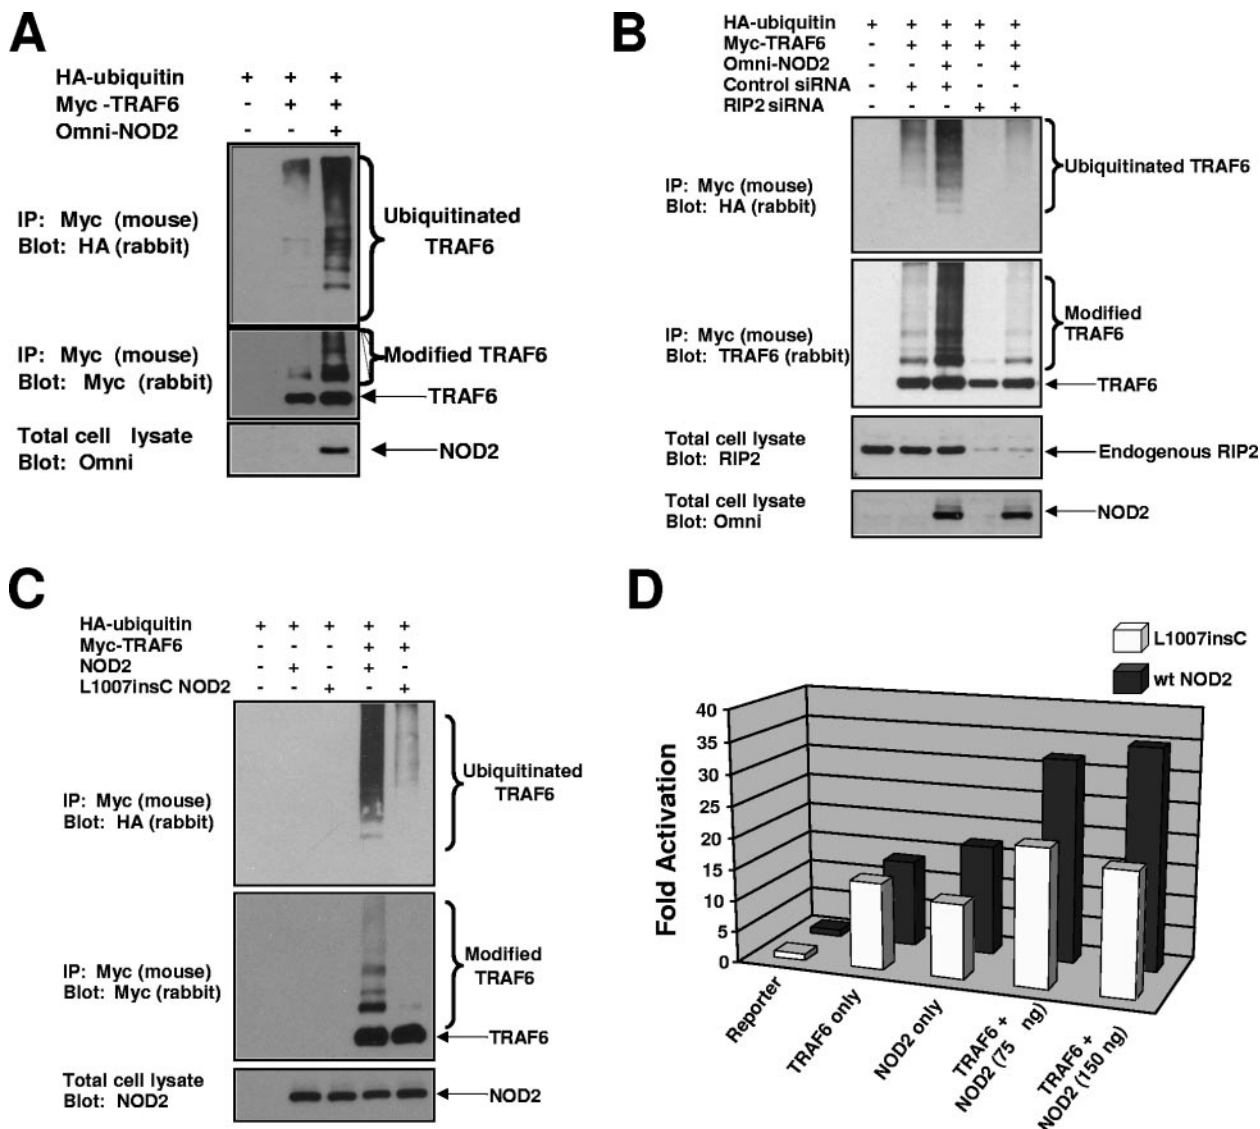 A
HA-ubiquitin + + +
Myc -TRAF6 - + +
Omni-NOD2 - - +
IP: Myc (mouse)
Blot: HA (rabbit)
Ubiquitinated
TRAF6
IP: Myc (mouse)
Blot: Myc (rabbit)
Modified TRAF6
TRAF6
Total cell lysate
Blot: Omni
NOD2
B
HA-ubiquitin + + + + +
Myc-TRAF6 - + + + +
Omni-NOD2 - - + - +
Control siRNA - + + - -
RIP2 siRNA - - - + +
IP: Myc (mouse)
Blot: HA (rabbit)
Ubiquitinated TRAF6
IP: Myc (mouse)
Blot: TRAF6 (rabbit)
Modified
TRAF6
TRAF6
Total cell lysate
Blot: RIP2
Endogenous RIP2
Total cell lysate
Blot: Omni
NOD2
C
HA-ubiquitin + + + + +
Myc-TRAF6 - - - + +
NOD2 - + - + -
L1007insC NOD2 - - + - +
IP: Myc (mouse)
Blot: HA (rabbit)
Ubiquitinated
TRAF6
IP: Myc (mouse)
Blot: Myc (rabbit)
Modified
TRAF6
TRAF6
Total cell lysate
Blot: NOD2
NOD2
D
L1007insC
wt NOD2
Fold Activation
40
35
30
25
20
15
10
5
0
Reporter
TRAF6 only
NOD2 only
TRAF6 +
NOD2 (75 ng)
TRAF6 +
NOD2 (150 ng)